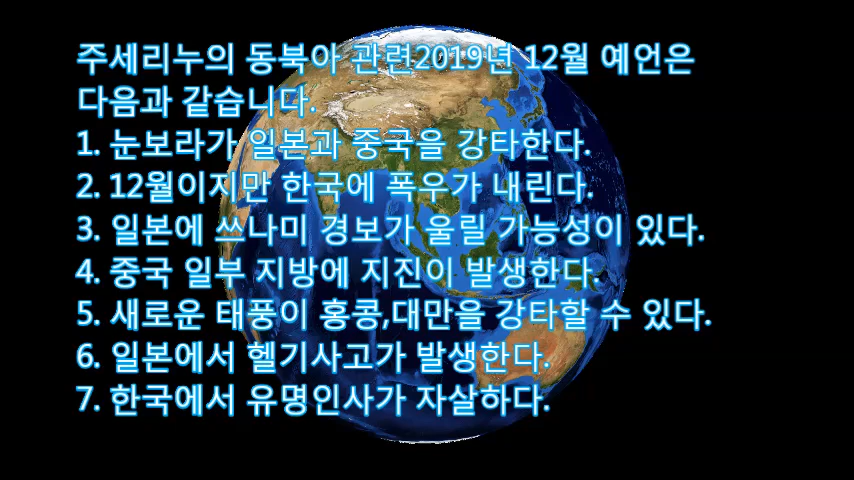 주세리누의 동북아 관련2019년 12월 예언은
다음과 같습니다.
1. 눈보라가 일본과 중국을 강타한다.
2. 12월이지만 한국에 폭우가 내린다.
3. 일본에 쓰나미 경보가 울릴 가능성이 있다.
4. 중국 일부 지방에 지진이 발생한다.
5. 새로운 태풍이 홍콩,대만을 강타할 수 있다.
6. 일본에서 헬기사고가 발생한다.
7. 한국에서 유명인사가 자살하다.